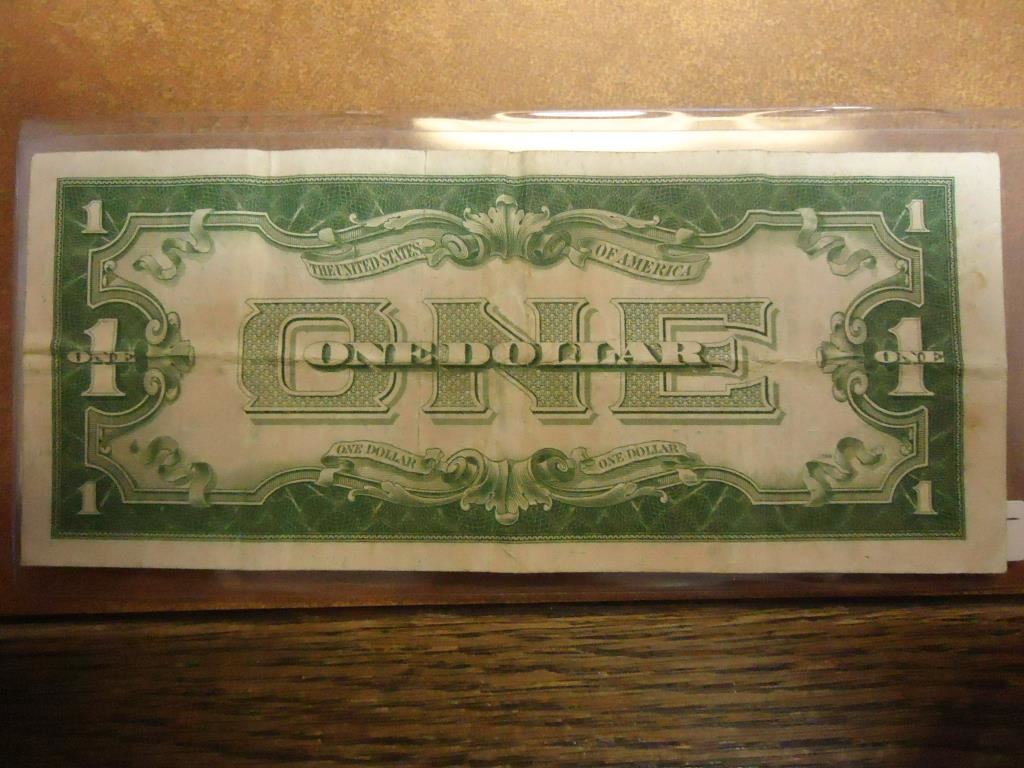 1 1
THE UNITED STATES OF AMERICA
ONE
1 1
ONE ONE DOLLAR ONE
ONE DOLLAR ONE DOLLAR
1 1